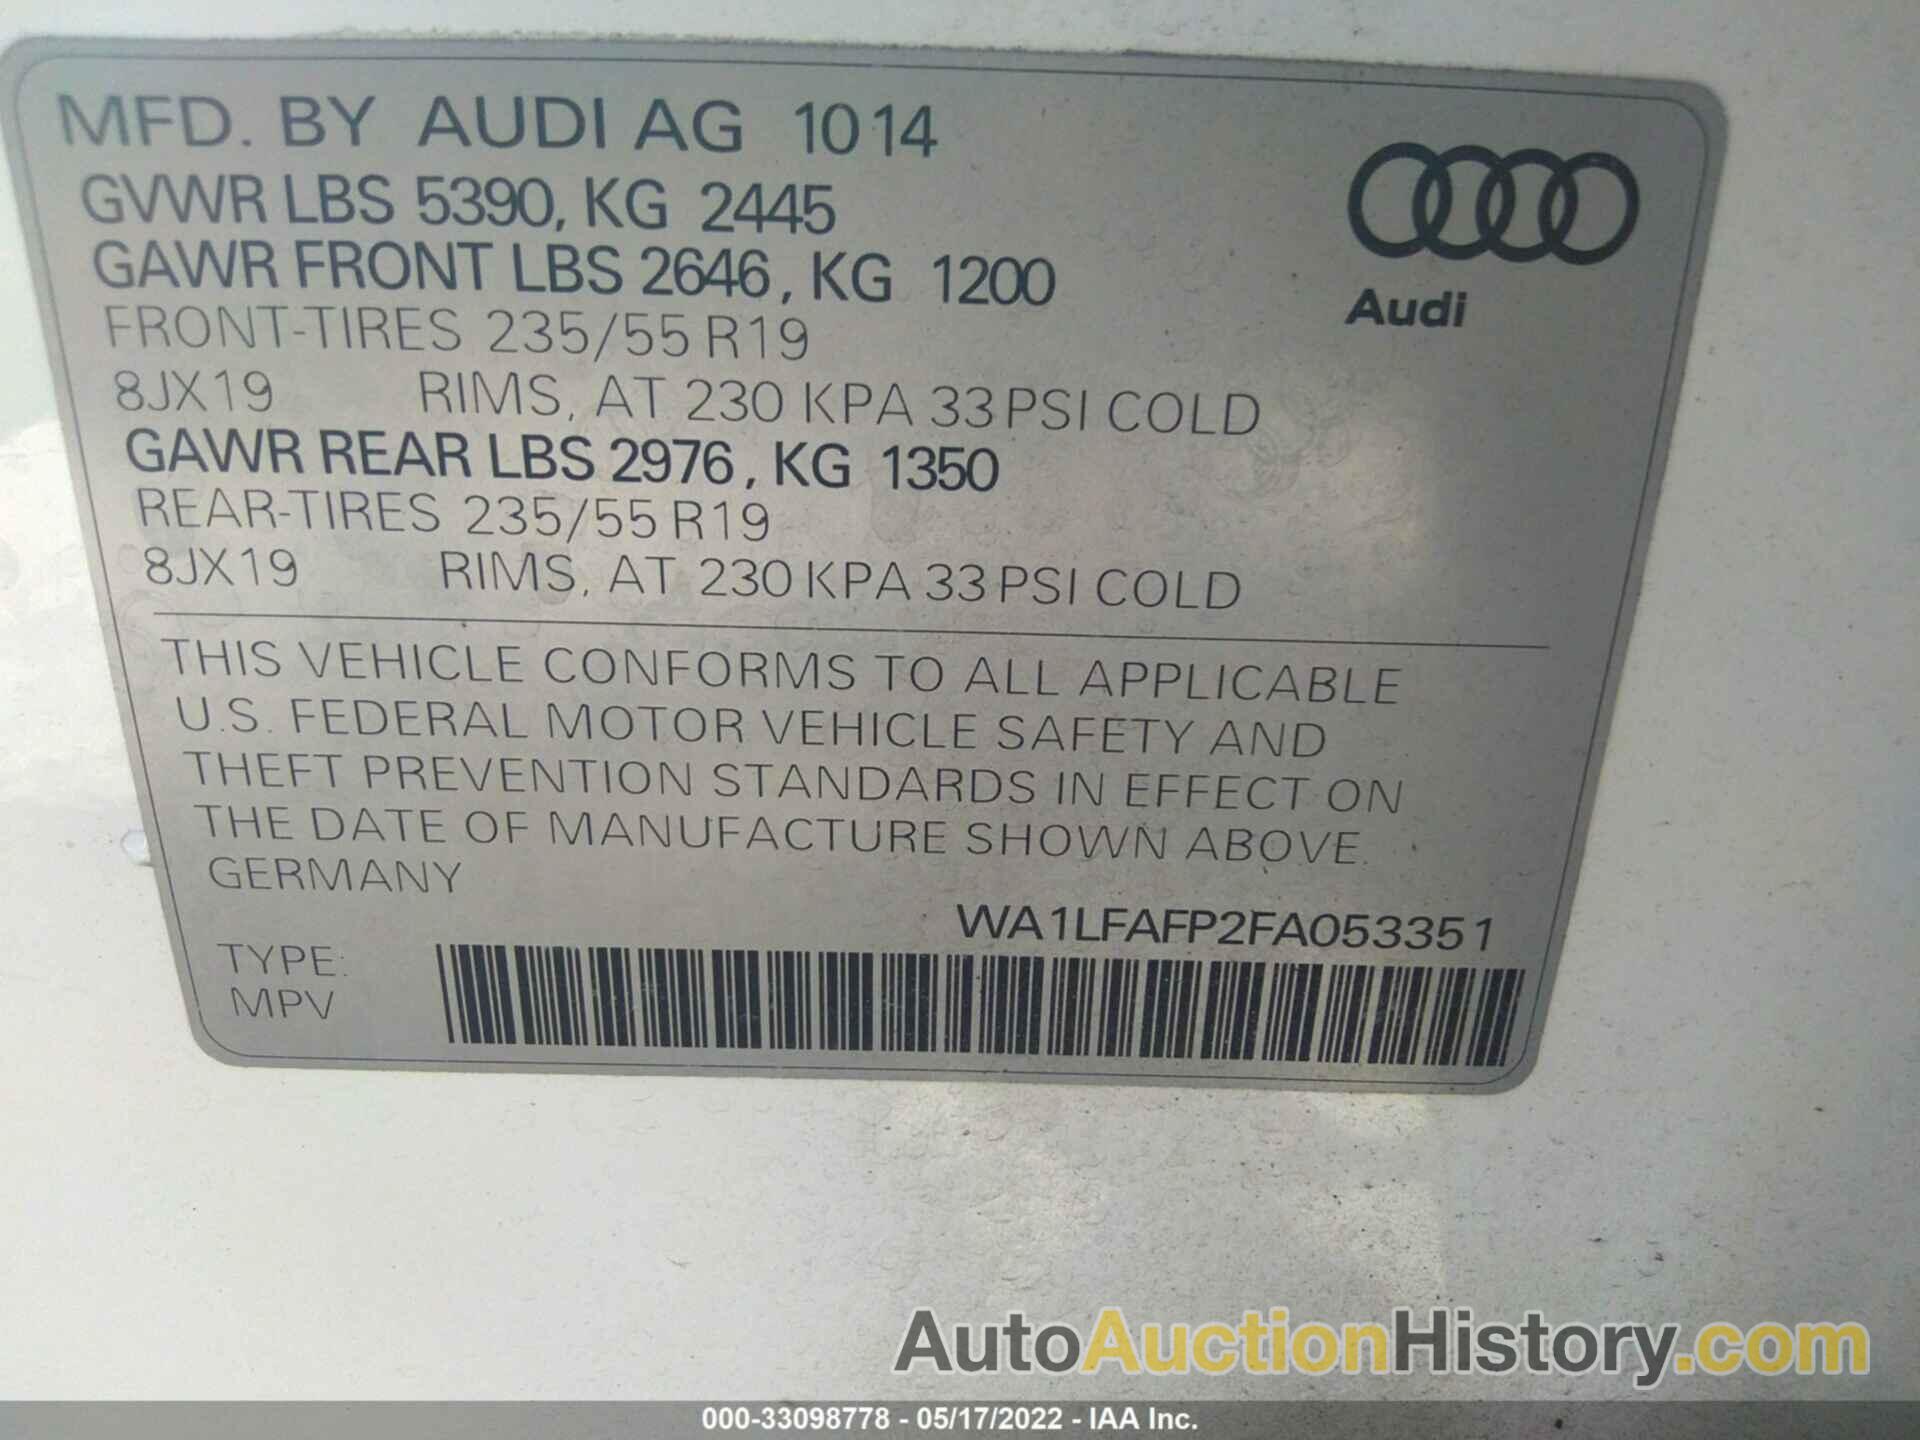 MFD. BY AUDI AG 1014
GVWR LBS 5390, KG 2445
GAWR FRONT LBS 2646, KG 1200
FRONT-TIRES 235/55 R19
8JX19 RIMS, AT 230 KPA 33 PSI COLD
GAWR REAR LBS 2976, KG 1350
REAR-TIRES 235/55 R19
8JX19 RIMS, AT 230 KPA 33 PSI COLD
Audi
THIS VEHICLE CONFORMS TO ALL APPLICABLE
U.S. FEDERAL MOTOR VEHICLE SAFETY AND
THEFT PREVENTION STANDARDS IN EFFECT ON
THE DATE OF MANUFACTURE SHOWN ABOVE.
GERMANY
WA1LFAFP2FA053351
TYPE:
MPV
AutoAuctionHistory.com
000-33098778 - 05/17/2022 - IAA Inc.